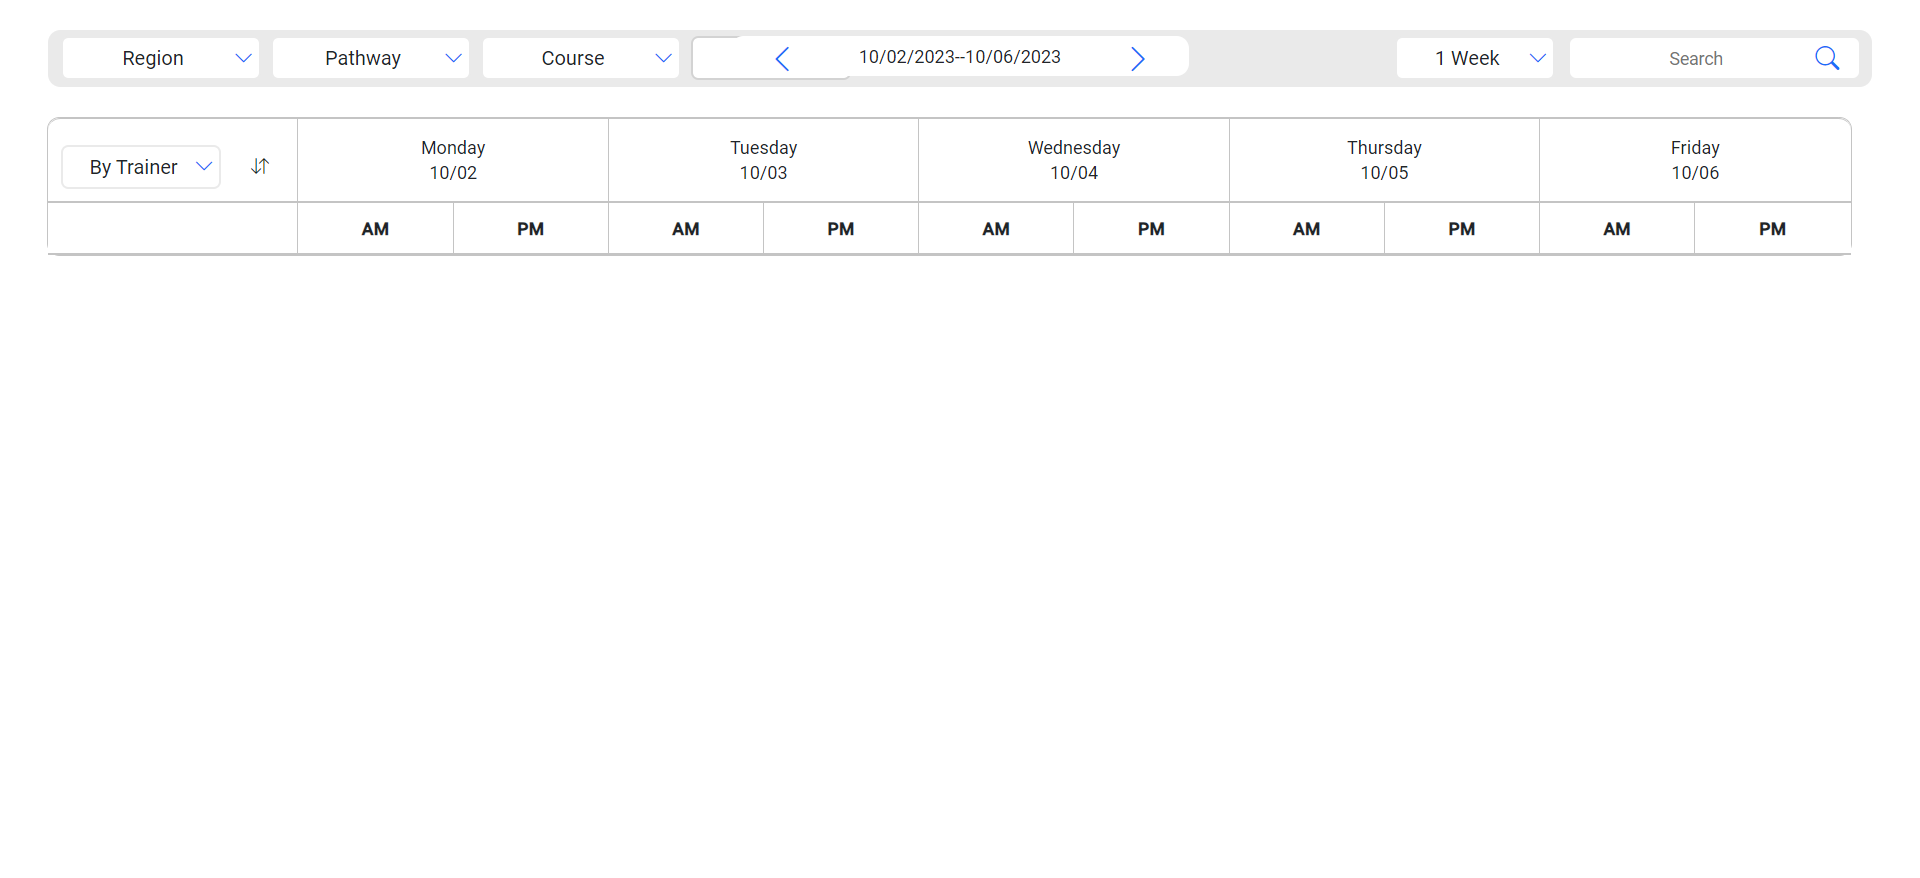 Region Pathway Course 10/02/2023--10/06/2023 1 Week Search
By Trainer
Monday Tuesday Wednesday Thursday Friday
10/02 10/03 10/04 10/05 10/06
AM PM AM PM AM PM AM PM AM PM